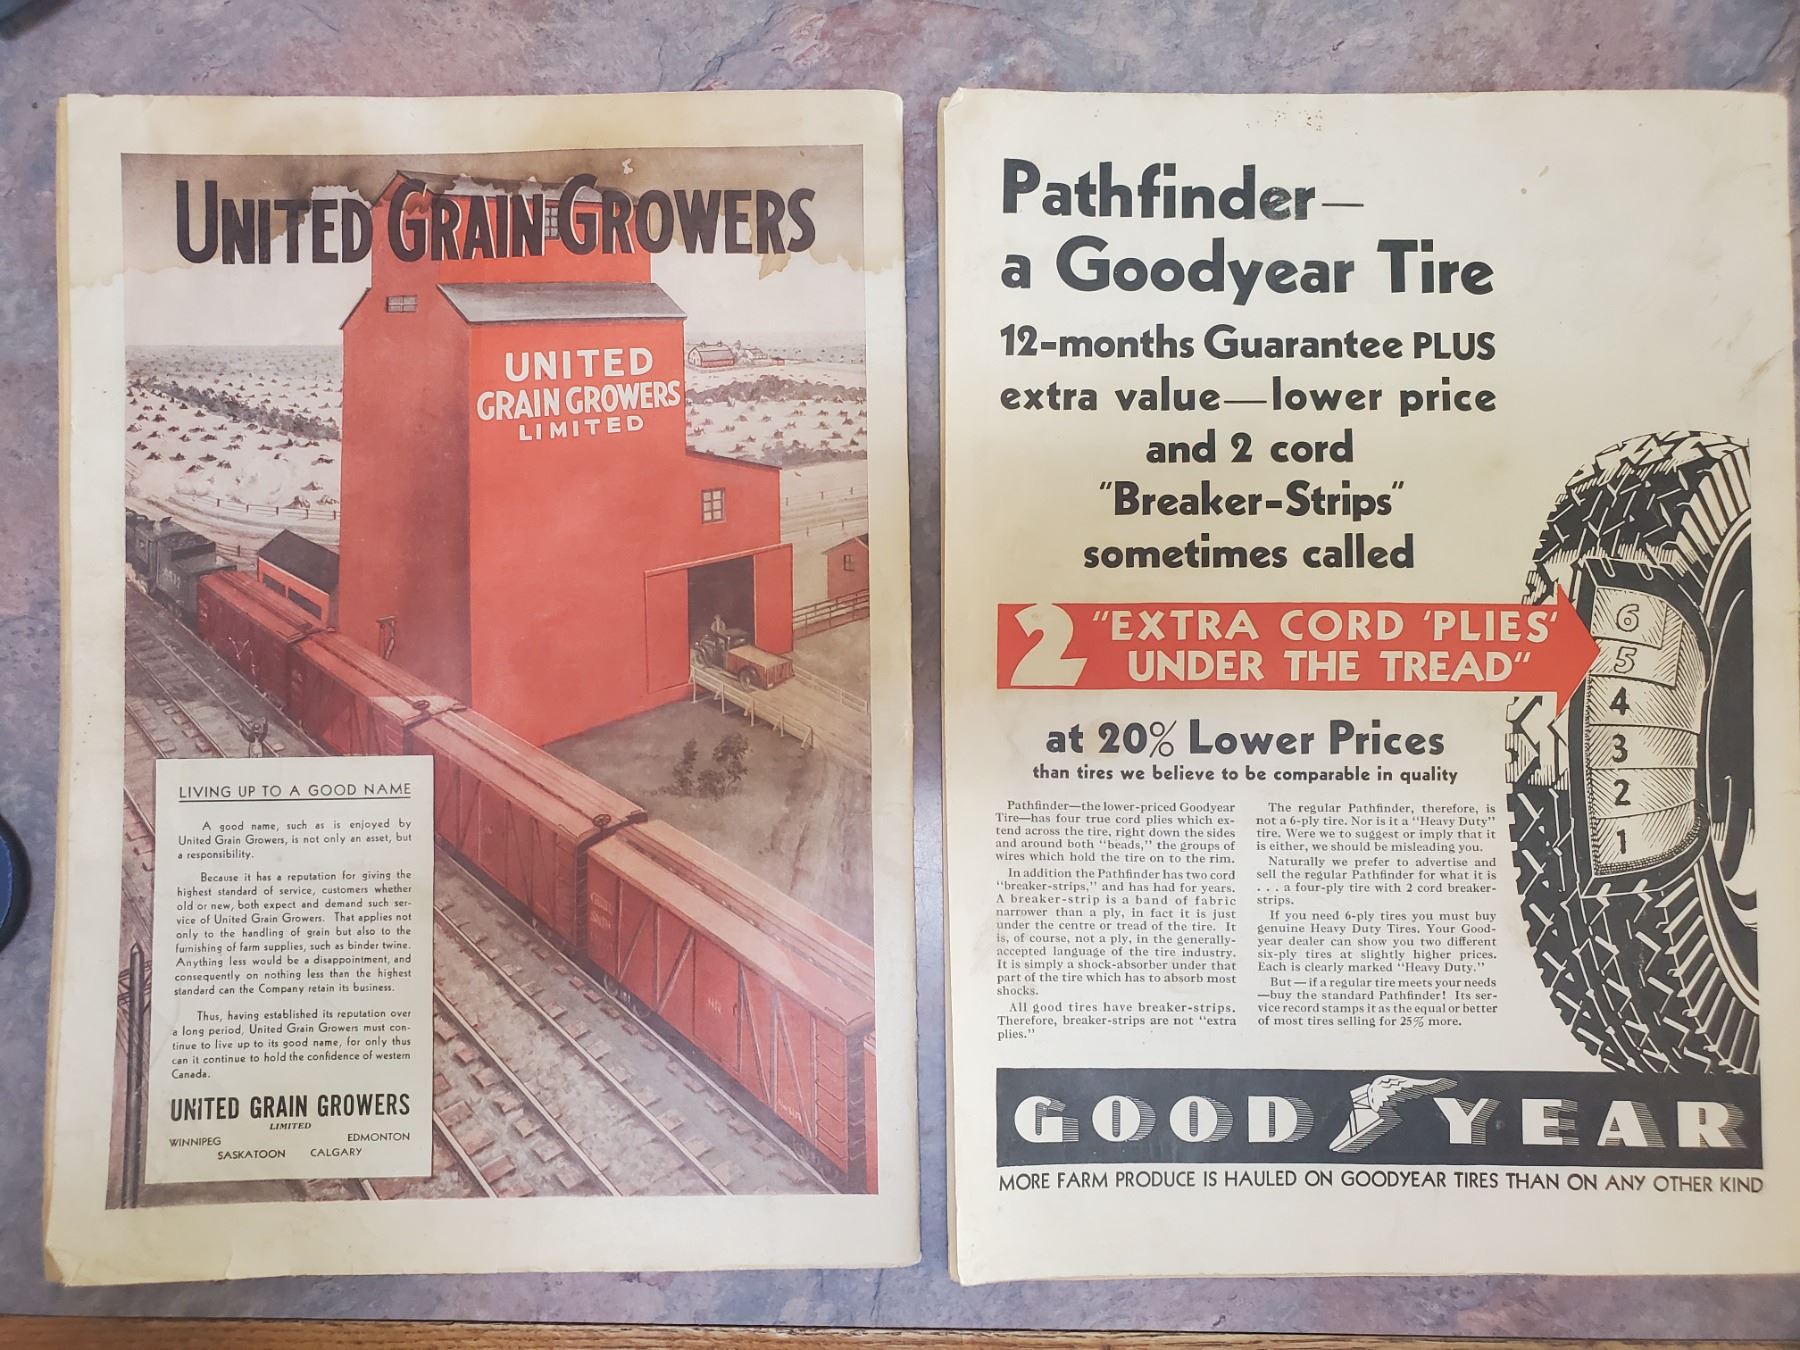 UNITED GRAIN GROWERS
UNITED
GRAIN GROWERS
LIMITED
LIVING UP TO A GOOD NAME
A good name, such as is enjoyed by
United Grain Growers, is not only an asset, but
a responsibility.
Because it has a reputation for giving the
highest standard of service, customers whether
old or new, both expect and demand such ser-
vice of United Grain Growers. That applies not
only to the handling of grain but also to the
furnishing of farm supplies, such as binder twine.
Anything less would be a disappointment, and
consequently on nothing less than the highest
standard can the Company retain its business.
Thus, having established its reputation over
a long period, United Grain Growers must con-
tinue to live up to its good name, for only thus
can it continue to hold the confidence of western
Canada.
UNITED GRAIN GROWERS
LIMITED
WINNIPEG EDMONTON
SASKATOON CALGARY
Pathfinder—
a Goodyear Tire
12-months Guarantee PLUS
extra value—lower price
and 2 cord
"Breaker-Strips"
sometimes called
2 "EXTRA CORD 'PLIES'
UNDER THE TREAD"
6
5
4
3
2
1
at 20% Lower Prices
than tires we believe to be comparable in quality
Pathfinder—the lower-priced Goodyear
Tire—has four true cord plies which ex-
tend across the tire, right down the sides
and around both "beads," the groups of
wires which hold the tire on to the rim.
In addition the Pathfinder has two cord
"breaker-strips," and has had for years.
A breaker-strip is a band of fabric
narrower than a ply, in fact it is just
under the centre or tread of the tire. It
is, of course, not a ply, in the generally-
accepted language of the tire industry.
It is simply a shock-absorber under that
part of the tire which has to absorb most
shocks.
All good tires have breaker-strips.
Therefore, breaker-strips are not "extra
plies."
The regular Pathfinder, therefore, is
not a 6-ply tire. Nor is it a "Heavy Duty"
tire. Were we to suggest or imply that it
is either, we should be misleading you.
Naturally we prefer to advertise and
sell the regular Pathfinder for what it is
. . . a four-ply tire with 2 cord breaker-
strips.
If you need 6-ply tires you must buy
genuine Heavy Duty Tires. Your Good-
year dealer can show you two different
six-ply tires at slightly higher prices.
Each is clearly marked "Heavy Duty."
But—if a regular tire meets your needs
—buy the standard Pathfinder! Its ser-
vice record stamps it as the equal or better
of most tires selling for 25% more.
GOOD YEAR
MORE FARM PRODUCE IS HAULED ON GOODYEAR TIRES THAN ON ANY OTHER KIND